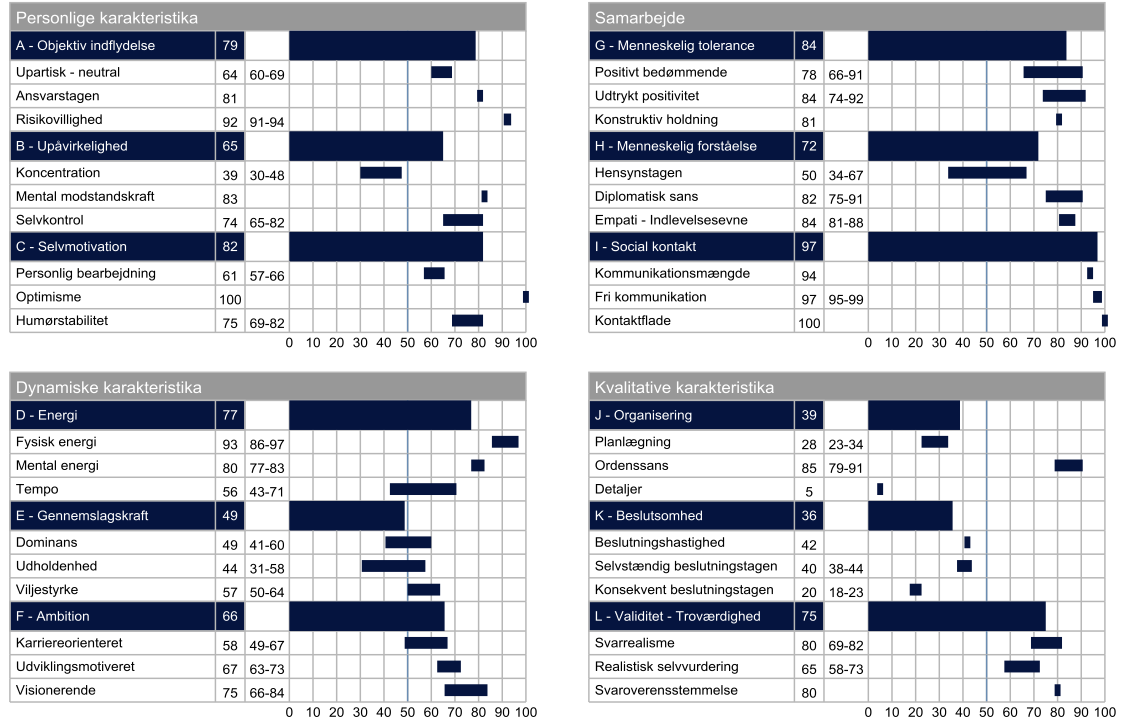 Personlige karakteristika
A - Objektiv indflydelse 79
Upartisk - neutral 64 60-69
Ansvarstagen 81
Risikovillighed 92 91-94
B - Upåvirkelighed 65
Koncentration 39 30-48
Mental modstandskraft 83
Selvkontrol 74 65-82
C - Selvmotivation 82
Personlig bearbejdning 61 57-66
Optimisme 100
Humørstabilitet 75 69-82
0 10 20 30 40 50 60 70 80 90 100
Samarbejde
G - Menneskelig tolerance 84
Positivt bedømmende 78 66-91
Udtrykt positivitet 84 74-92
Konstruktiv holdning 81
H - Menneskelig forståelse 72
Hensynstagen 50 34-67
Diplomatisk sans 82 75-91
Empati - Indlevelsesevne 84 81-88
I - Social kontakt 97
Kommunikationsmængde 94
Fri kommunikation 97 95-99
Kontaktflade 100
0 10 20 30 40 50 60 70 80 90 100
Dynamiske karakteristika
D - Energi 77
Fysisk energi 93 86-97
Mental energi 80 77-83
Tempo 56 43-71
E - Gennemslagskraft 49
Dominans 49 41-60
Udholdenhed 44 31-58
Viljestyrke 57 50-64
F - Ambition 66
Karriereorienteret 58 49-67
Udviklingsmotiveret 67 63-73
Visionerende 75 66-84
0 10 20 30 40 50 60 70 80 90 100
Kvalitative karakteristika
J - Organisering 39
Planlægning 28 23-34
Ordenssans 85 79-91
Detaljer 5
K - Beslutsomhed 36
Beslutningshastighed 42
Selvstændig beslutningstagen 40 38-44
Konsekvent beslutningstagen 20 18-23
L - Validitet - Troværdighed 75
Svarrealisme 80 69-82
Realistisk selvvurdering 65 58-73
Svaroverensstemmelse 80
0 10 20 30 40 50 60 70 80 90 100